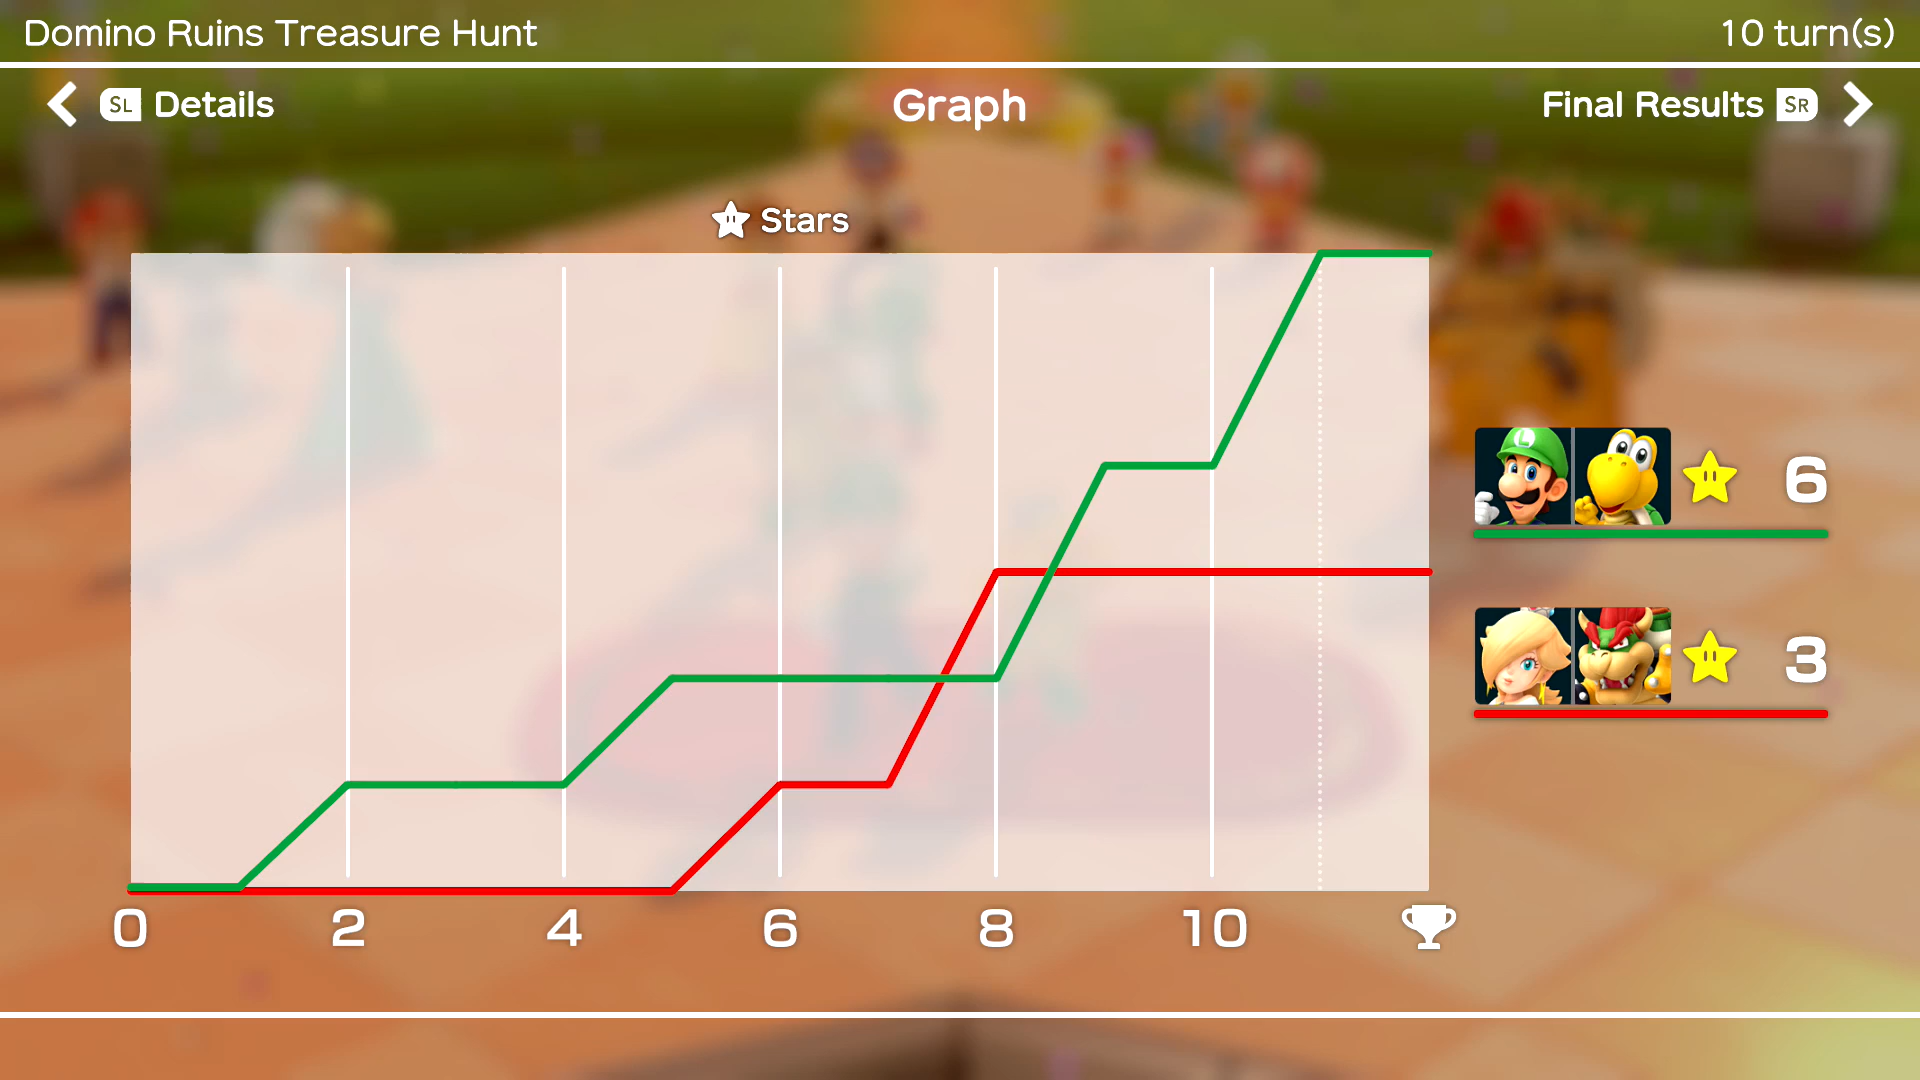 Domino Ruins Treasure Hunt
10 turn(s)
SL Details
Graph
Final Results SR
Stars
L
6
3
0 2 4 6 8 10